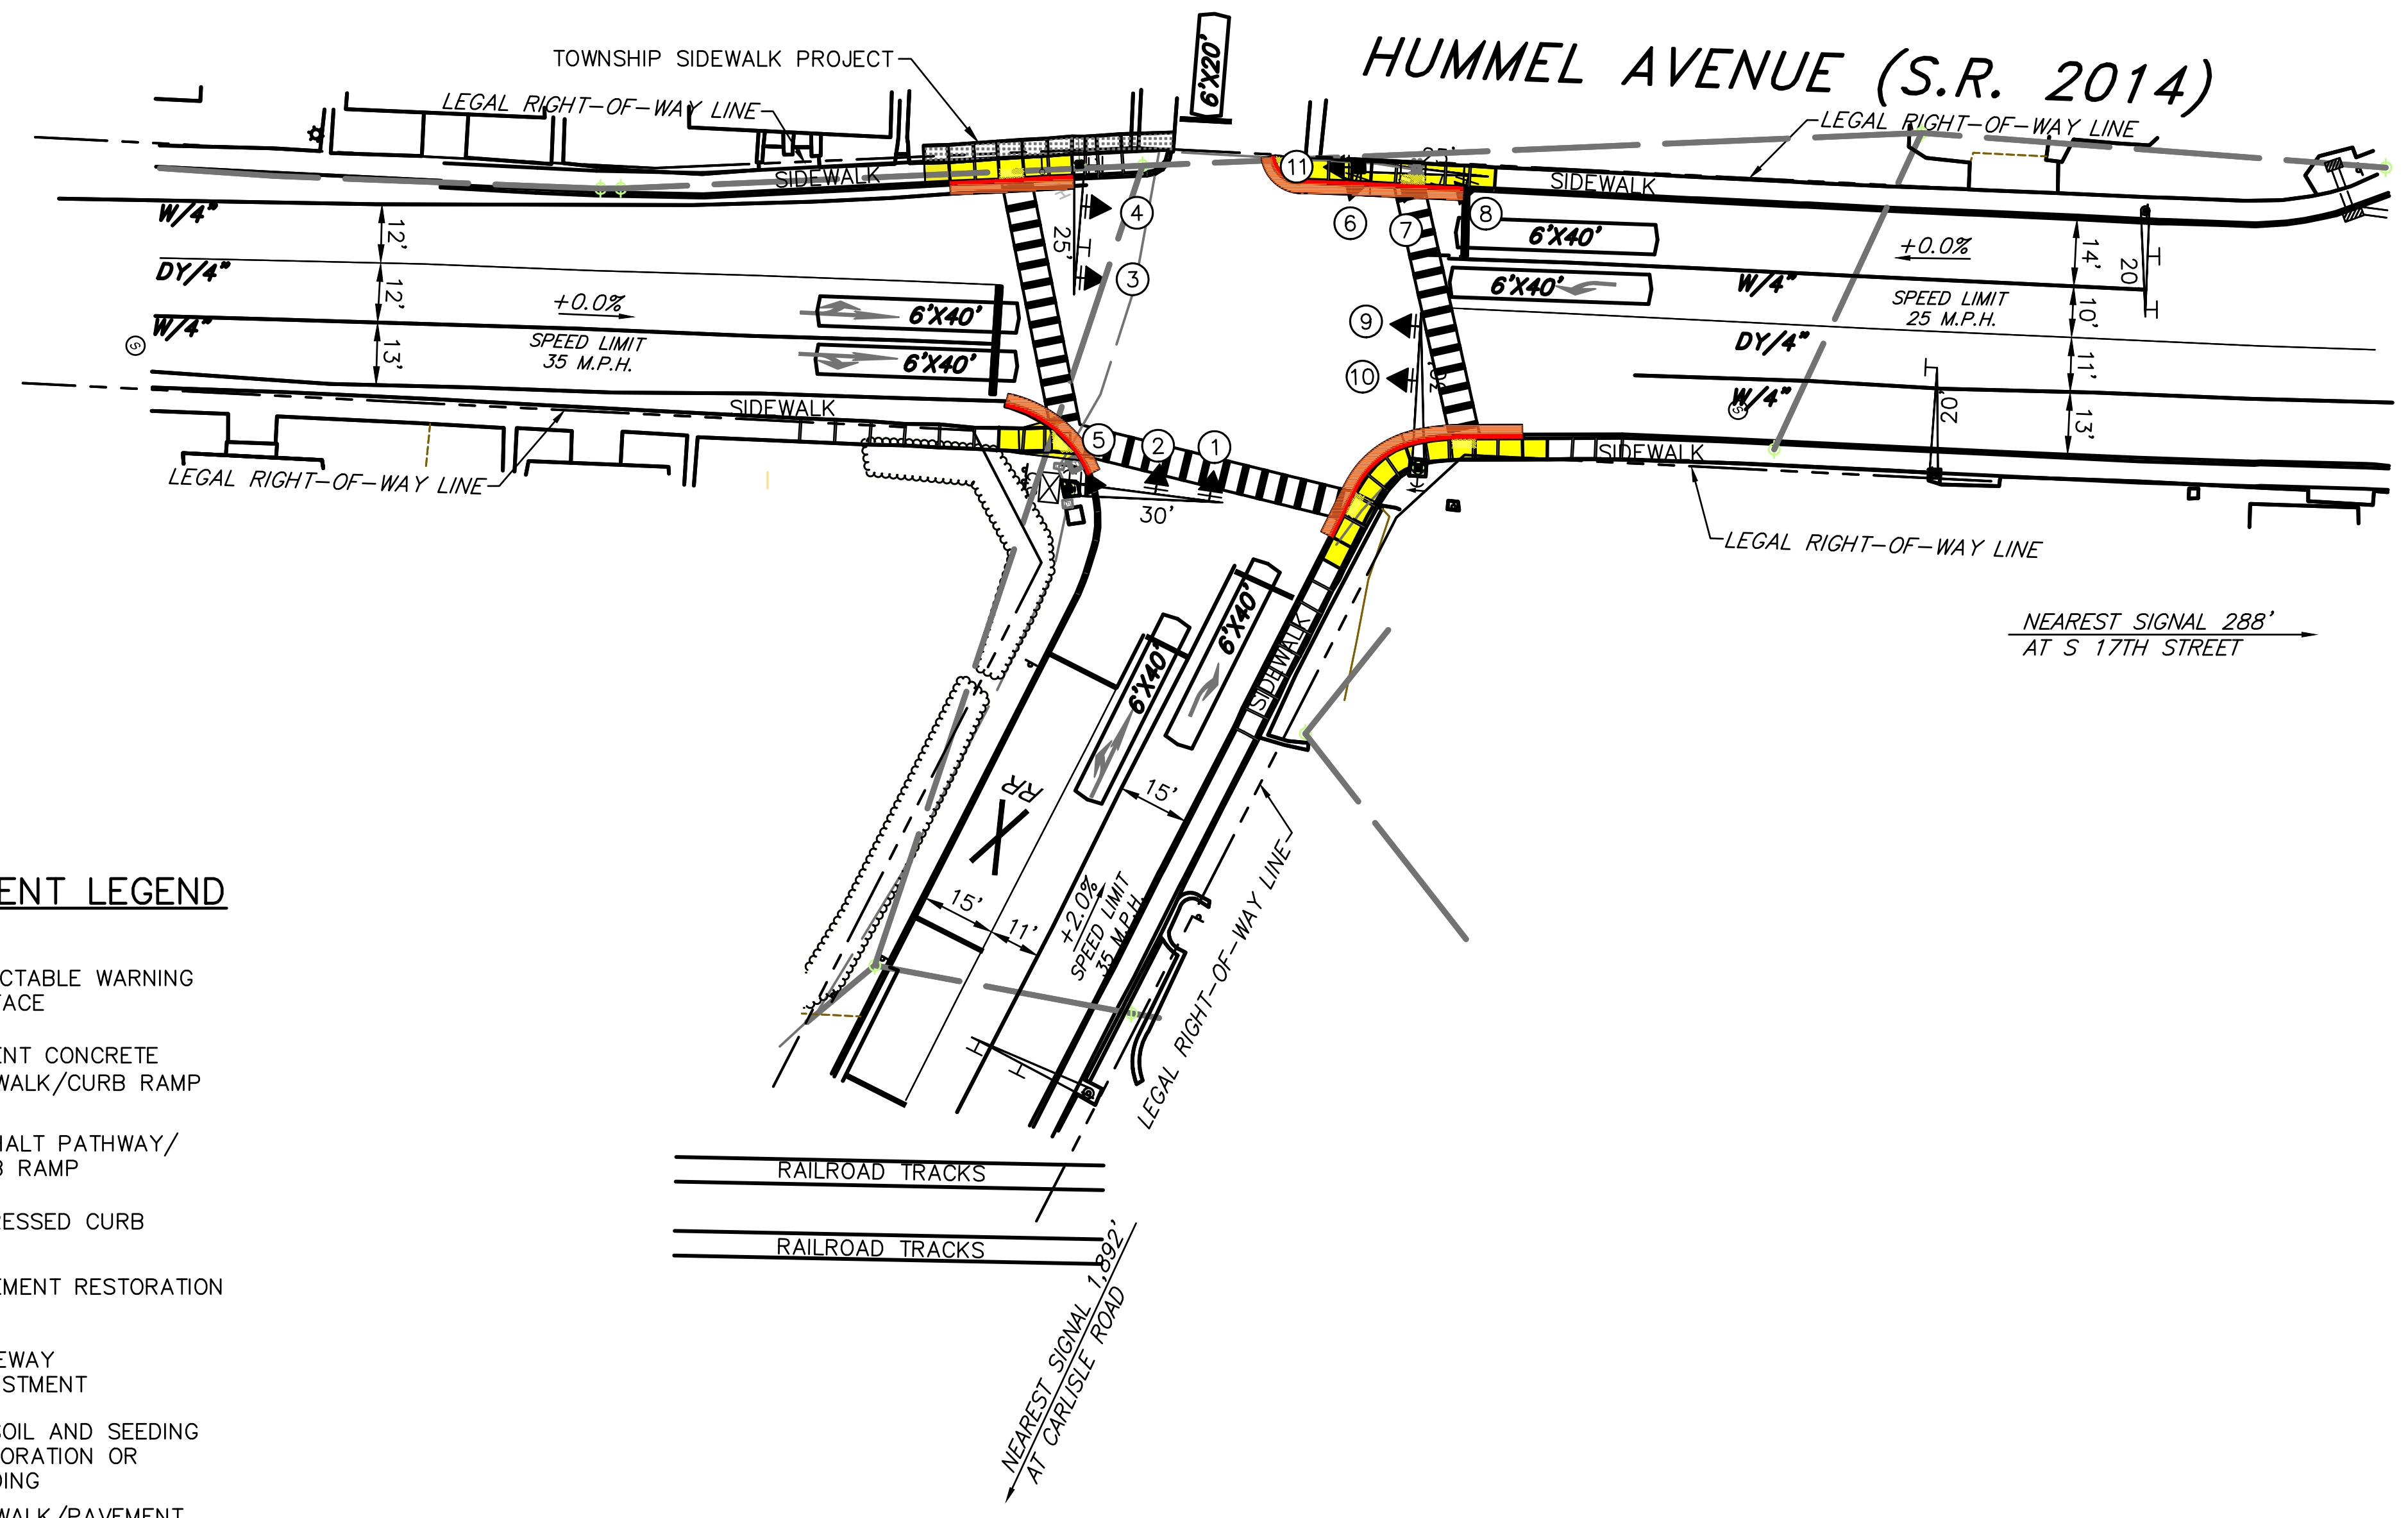 HUMMEL AVENUE (S.R. 2014)
6'X20'
TOWNSHIP SIDEWALK PROJECT
LEGAL RIGHT-OF-WAY LINE
LEGAL RIGHT-OF-WAY LINE
SIDEWALK
11
25'
SIDEWALK
W/4"
12'
4
25'
6
7
8
6'X40'
+0.0%
14'
20'
DY/4"
12'
3
6'X40'
W/4"
10'
+0.0%
6'X40'
SPEED LIMIT
25 M.P.H.
W/4"
SPEED LIMIT
35 M.P.H.
13'
6'X40'
9
10
DY/4"
11'
W/4"
S
S
20'
13'
SIDEWALK
5
2
1
SIDEWALK
LEGAL RIGHT-OF-WAY LINE
30'
LEGAL RIGHT-OF-WAY LINE
NEAREST SIGNAL 288'
AT S 17TH STREET
6'X40'
6'X40'
SIDEWALK
RR
15'
15'
11'
+2.0%
SPEED LIMIT
35 M.P.H.
LEGAL RIGHT-OF-WAY LINE
RAILROAD TRACKS
RAILROAD TRACKS
NEAREST SIGNAL 1,892'
AT CARLISLE ROAD
ENT LEGEND
CTABLE WARNING
FACE
ENT CONCRETE
WALK/CURB RAMP
HALT PATHWAY/
B RAMP
RESSED CURB
EMENT RESTORATION
EWAY
STMENT
SOIL AND SEEDING
ORATION OR
DING
WALK/PAVEMENT